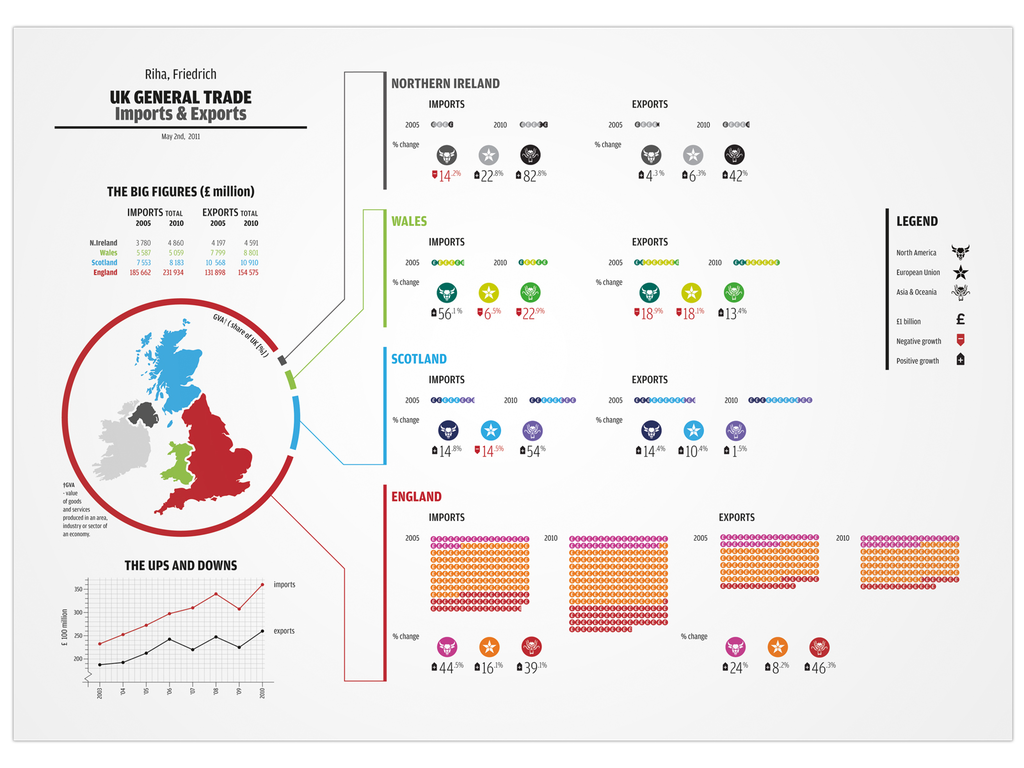 Riha, Friedrich
UK GENERAL TRADE
Imports & Exports
May 2nd, 2011
THE BIG FIGURES (£ million)
IMPORTS TOTAL EXPORTS TOTAL
2005 2010 2005 2010
N.Ireland 3 780 4 860 4 197 4 591
Wales 5 587 5 059 7 799 8 801
Scotland 7 553 8 183 10 568 10 910
England 185 662 231 934 131 898 154 575
GVA† ( share of UK [%])
†GVA
- value
of goods
and services
produced in an area,
industry or sector of
an economy.
THE UPS AND DOWNS
£ 100 million
350
300
250
200
imports
exports
2003 '04 '05 '06 '07 '08 '09 2010
NORTHERN IRELAND
IMPORTS EXPORTS
2005 2010 2005 2010
% change % change
14.2% 22.8% 82.8% 4.3% 6.3% 42%
WALES
IMPORTS EXPORTS
2005 2010 2005 2010
% change % change
56.1% 6.5% 22.9% 18.9% 18.1% 13.4%
SCOTLAND
IMPORTS EXPORTS
2005 2010 2005 2010
% change % change
14.8% 14.5% 54% 14.4% 10.4% 1.5%
ENGLAND
IMPORTS EXPORTS
2005 2010 2005 2010
% change % change
44.5% 16.1% 39.1% 24% 8.2% 46.3%
LEGEND
North America
European Union
Asia & Oceania
£1 billion £
Negative growth
Positive growth